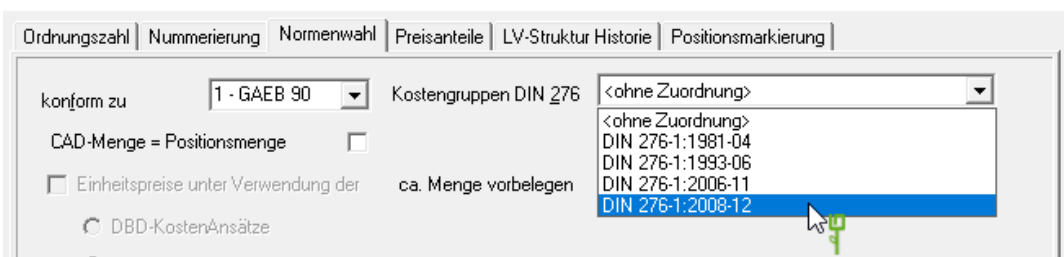 Ordnungszahl Nummerierung Normenwahl Preisanteile LV-Struktur Historie Positionsmarkierung
konform zu 1 - GAEB 90 Kostengruppen DIN 276 <ohne Zuordnung>
<ohne Zuordnung>
CAD-Menge = Positionsmenge DIN 276-1:1981-04
DIN 276-1:1993-06
Einheitspreise unter Verwendung der ca. Menge vorbelegen DIN 276-1:2006-11
DIN 276-1:2008-12
DBD-KostenAnsätze